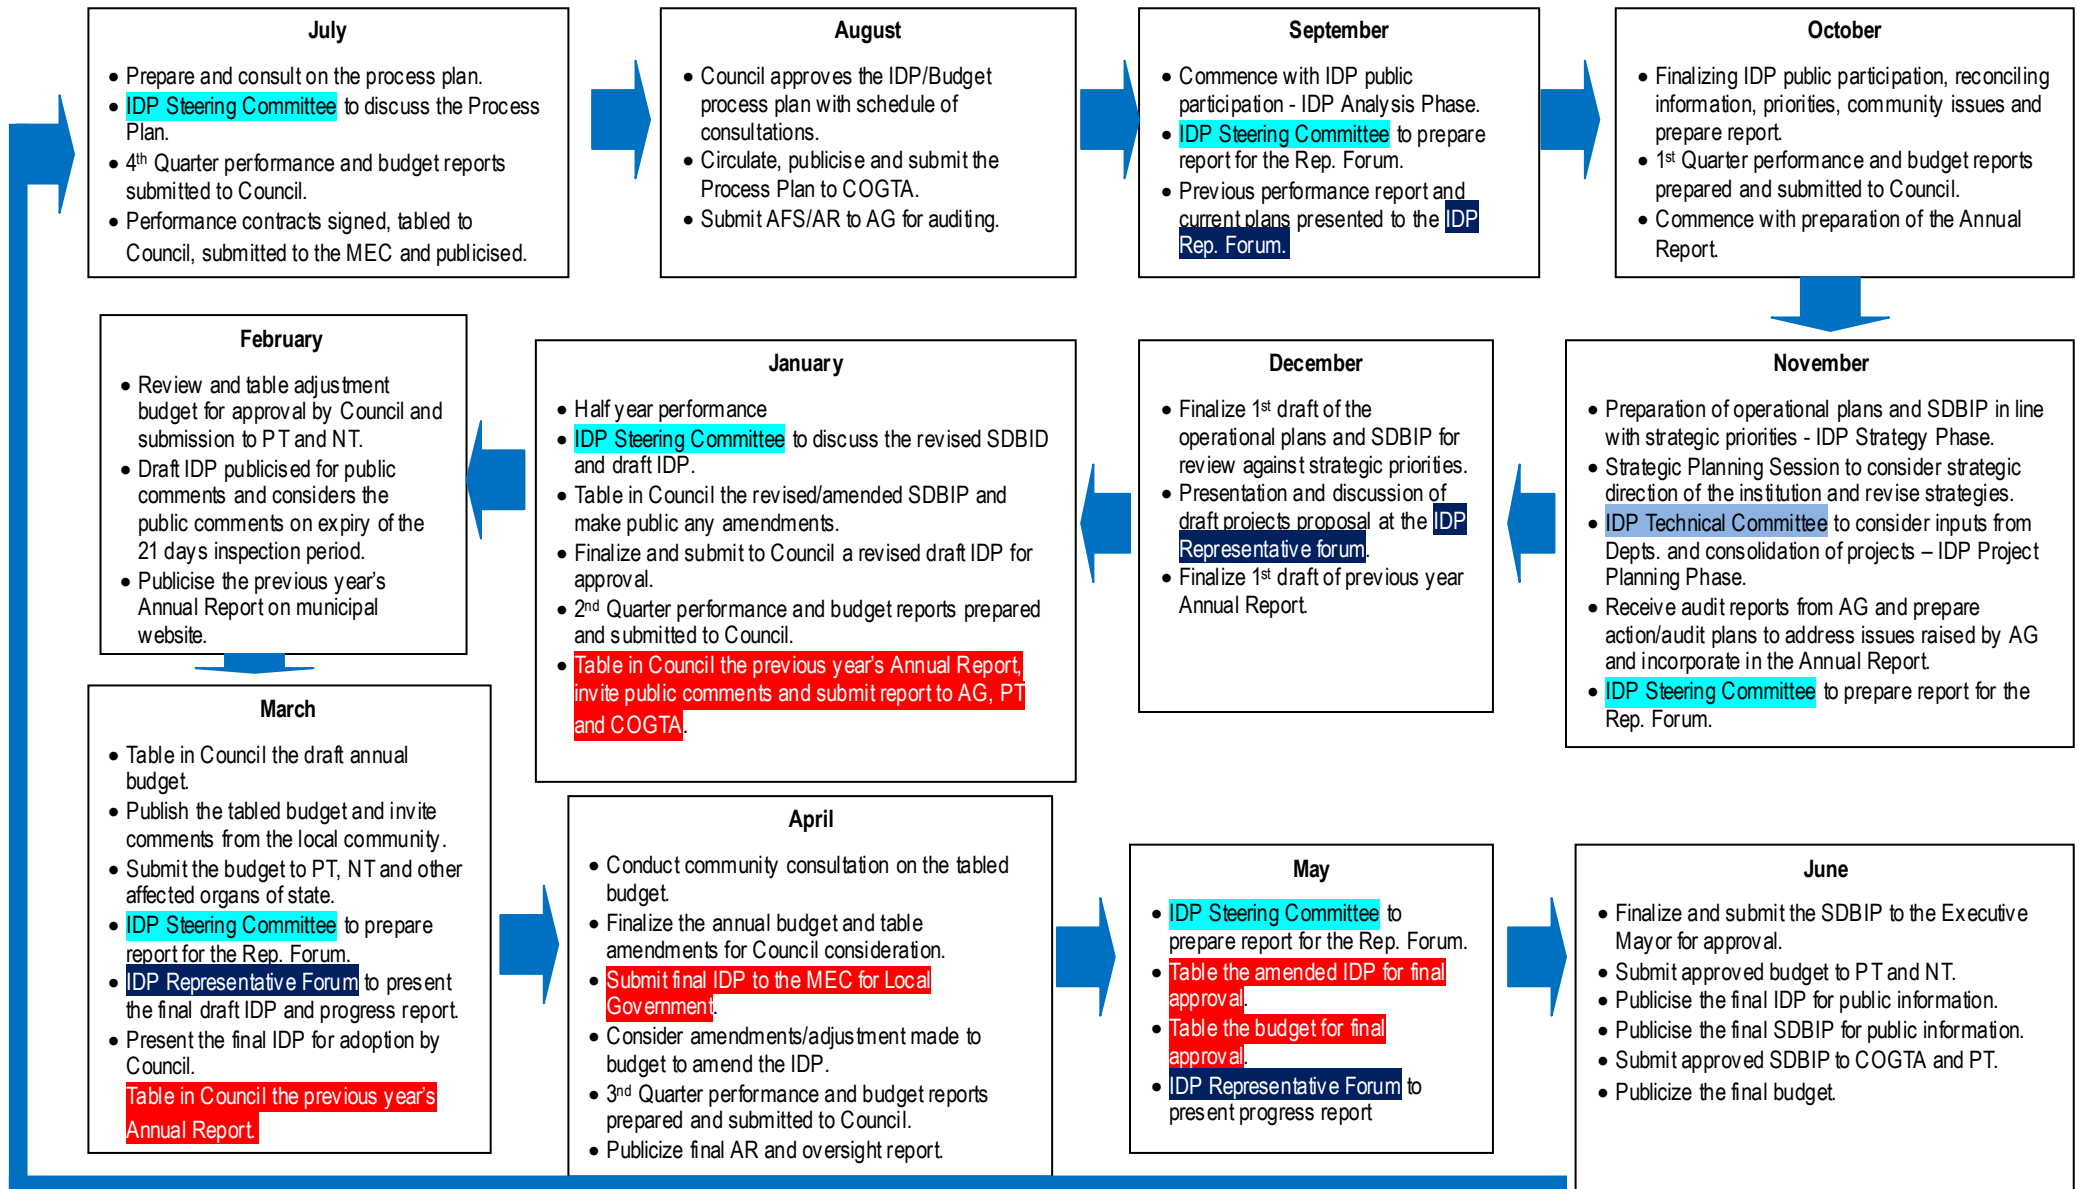 July
• Prepare and consult on the process plan.
• IDP Steering Committee to discuss the Process
Plan.
• 4th Quarter performance and budget reports
submitted to Council.
• Performance contracts signed, tabled to
Council, submitted to the MEC and publicised.
August
• Council approves the IDP/Budget
process plan with schedule of
consultations.
• Circulate, publicise and submit the
Process Plan to COGTA.
• Submit AFS/AR to AG for auditing.
September
• Commence with IDP public
participation - IDP Analysis Phase.
• IDP Steering Committee to prepare
report for the Rep. Forum.
• Previous performance report and
current plans presented to the IDP
Rep. Forum.
October
• Finalizing IDP public participation, reconciling
information, priorities, community issues and
prepare report.
• 1st Quarter performance and budget reports
prepared and submitted to Council.
• Commence with preparation of the Annual
Report.
November
• Preparation of operational plans and SDBIP in line
with strategic priorities - IDP Strategy Phase.
• Strategic Planning Session to consider strategic
direction of the institution and revise strategies.
• IDP Technical Committee to consider inputs from
Depts. and consolidation of projects – IDP Project
Planning Phase.
• Receive audit reports from AG and prepare
action/audit plans to address issues raised by AG
and incorporate in the Annual Report.
• IDP Steering Committee to prepare report for the
Rep. Forum.
December
• Finalize 1st draft of the
operational plans and SDBIP for
review against strategic priorities.
• Presentation and discussion of
draft projects proposal at the IDP
Representative forum.
• Finalize 1st draft of previous year
Annual Report.
January
• Half year performance
• IDP Steering Committee to discuss the revised SDBID
and draft IDP.
• Table in Council the revised/amended SDBIP and
make public any amendments.
• Finalize and submit to Council a revised draft IDP for
approval.
• 2nd Quarter performance and budget reports prepared
and submitted to Council.
• Table in Council the previous year's Annual Report,
invite public comments and submit report to AG, PT
and COGTA.
February
• Review and table adjustment
budget for approval by Council and
submission to PT and NT.
• Draft IDP publicised for public
comments and considers the
public comments on expiry of the
21 days inspection period.
• Publicise the previous year's
Annual Report on municipal
website.
March
• Table in Council the draft annual
budget.
• Publish the tabled budget and invite
comments from the local community.
• Submit the budget to PT, NT and other
affected organs of state.
• IDP Steering Committee to prepare
report for the Rep. Forum.
• IDP Representative Forum to present
the final draft IDP and progress report.
• Present the final IDP for adoption by
Council.
Table in Council the previous year's
Annual Report.
April
• Conduct community consultation on the tabled
budget.
• Finalize the annual budget and table
amendments for Council consideration.
• Submit final IDP to the MEC for Local
Government.
• Consider amendments/adjustment made to
budget to amend the IDP.
• 3nd Quarter performance and budget reports
prepared and submitted to Council.
• Publicize final AR and oversight report.
May
• IDP Steering Committee to
prepare report for the Rep. Forum.
• Table the amended IDP for final
approval.
• Table the budget for final
approval.
• IDP Representative Forum to
present progress report
June
• Finalize and submit the SDBIP to the Executive
Mayor for approval.
• Submit approved budget to PT and NT.
• Publicise the final IDP for public information.
• Publicise the final SDBIP for public information.
• Submit approved SDBIP to COGTA and PT.
• Publicize the final budget.